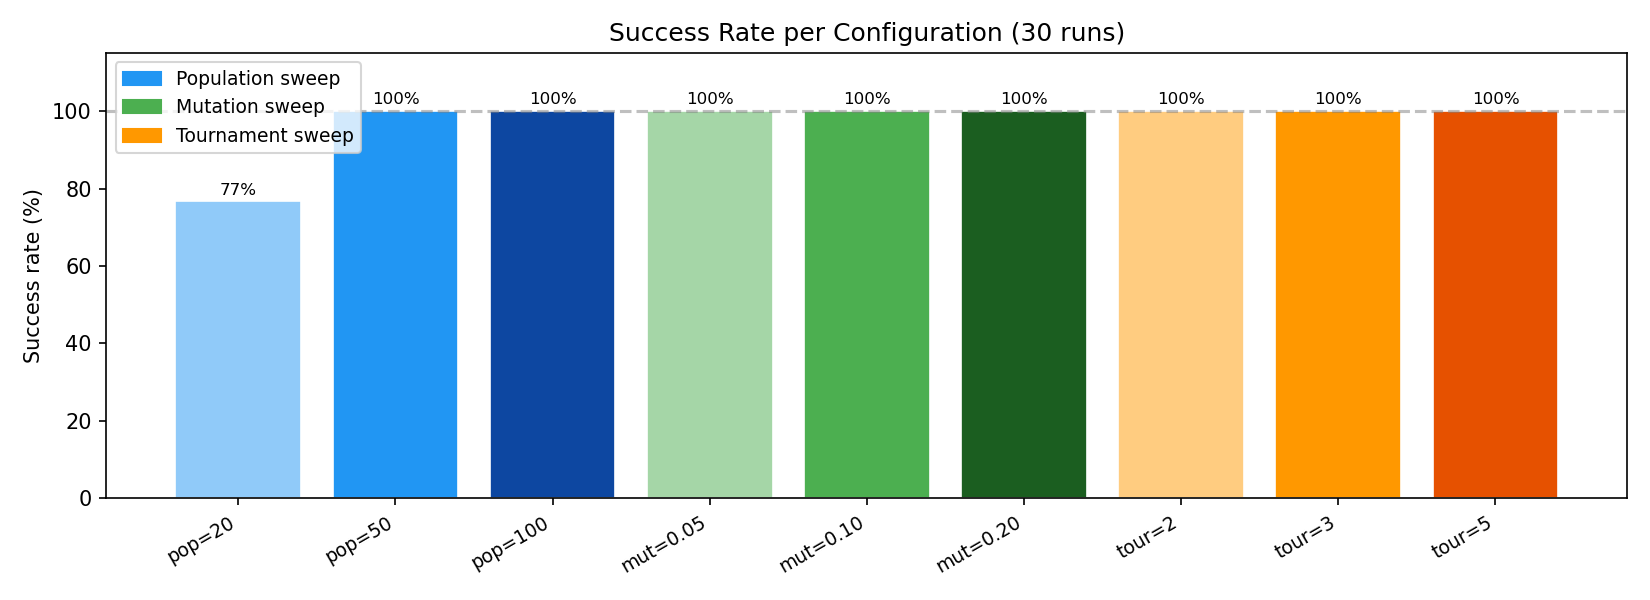 Success Rate per Configuration (30 runs)
Population sweep
Mutation sweep
Tournament sweep
Success rate (%)
100
80
60
40
20
0
77%
100%
100%
100%
100%
100%
100%
100%
100%
pop=20
pop=50
pop=100
mut=0.05
mut=0.10
mut=0.20
tour=2
tour=3
tour=5